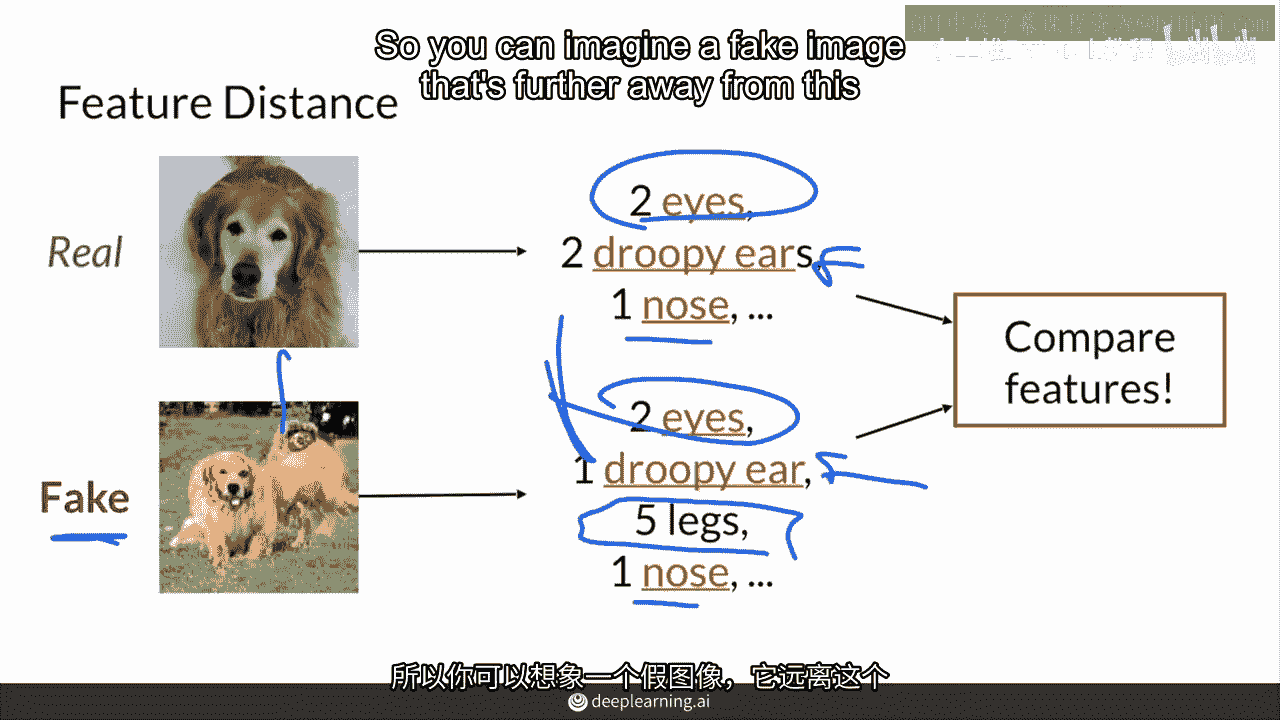 So you can imagine a fake image
that's further away from this
Feature Distance
Real
2 eyes,
2 droopy ears,
1 nose, ...
Compare
features!
Fake
2 eyes,
1 droopy ear,
5 legs,
1 nose, ...
所以你可以想象一个假图像，它远离这个
deeplearning.ai